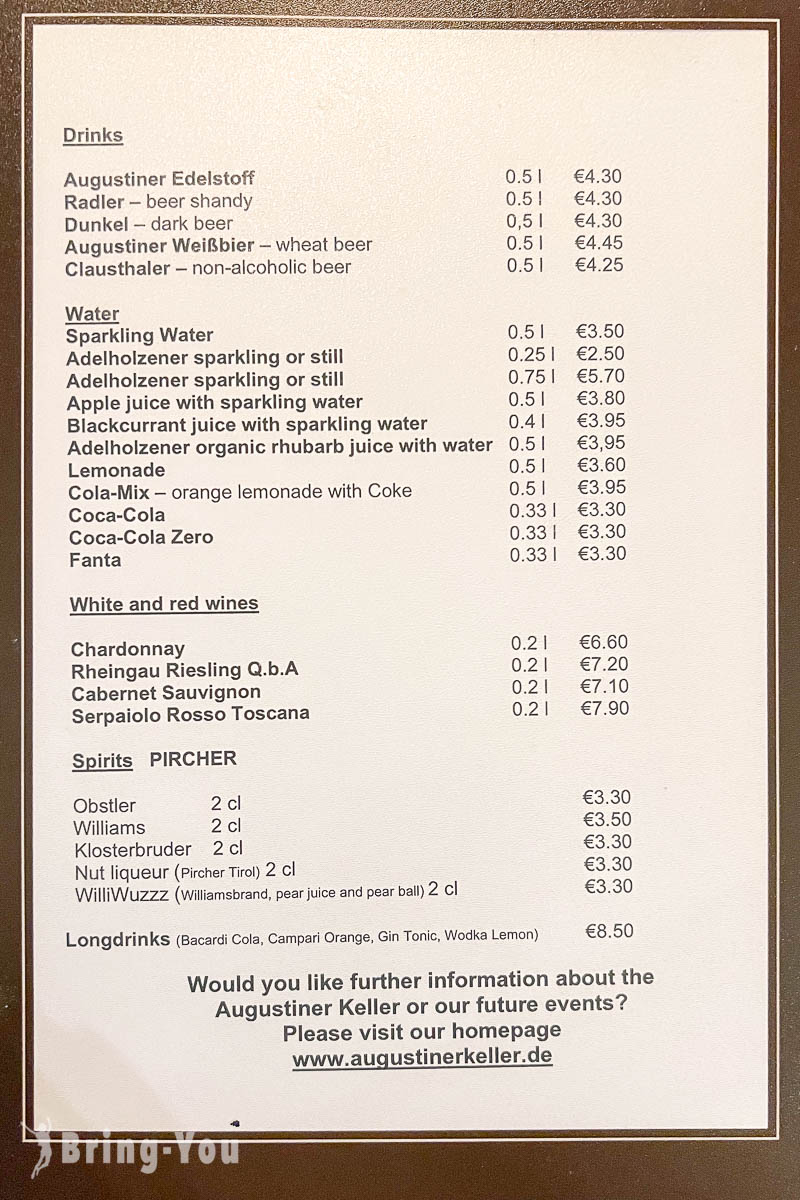 Drinks
Augustiner Edelstoff 0.5 l €4.30
Radler – beer shandy 0.5 l €4.30
Dunkel – dark beer 0,5 l €4.30
Augustiner Weißbier – wheat beer 0.5 l €4.45
Clausthaler – non-alcoholic beer 0.5 l €4.25
Water
Sparkling Water 0.5 l €3.50
Adelholzener sparkling or still 0.25 l €2.50
Adelholzener sparkling or still 0.75 l €5.70
Apple juice with sparkling water 0.5 l €3.80
Blackcurrant juice with sparkling water 0.4 l €3.95
Adelholzener organic rhubarb juice with water 0.5 l €3,95
Lemonade 0.5 l €3.60
Cola-Mix – orange lemonade with Coke 0.5 l €3.95
Coca-Cola 0.33 l €3.30
Coca-Cola Zero 0.33 l €3.30
Fanta 0.33 l €3.30
White and red wines
Chardonnay 0.2 l €6.60
Rheingau Riesling Q.b.A 0.2 l €7.20
Cabernet Sauvignon 0.2 l €7.10
Serpaiolo Rosso Toscana 0.2 l €7.90
Spirits PIRCHER
Obstler 2 cl €3.30
Williams 2 cl €3.50
Klosterbruder 2 cl €3.30
Nut liqueur (Pircher Tirol) 2 cl €3.30
WilliWuzzz (Williamsbrand, pear juice and pear ball) 2 cl €3.30
Longdrinks (Bacardi Cola, Campari Orange, Gin Tonic, Wodka Lemon) €8.50
Would you like further information about the
Augustiner Keller or our future events?
Please visit our homepage
www.augustinerkeller.de
Bring-You